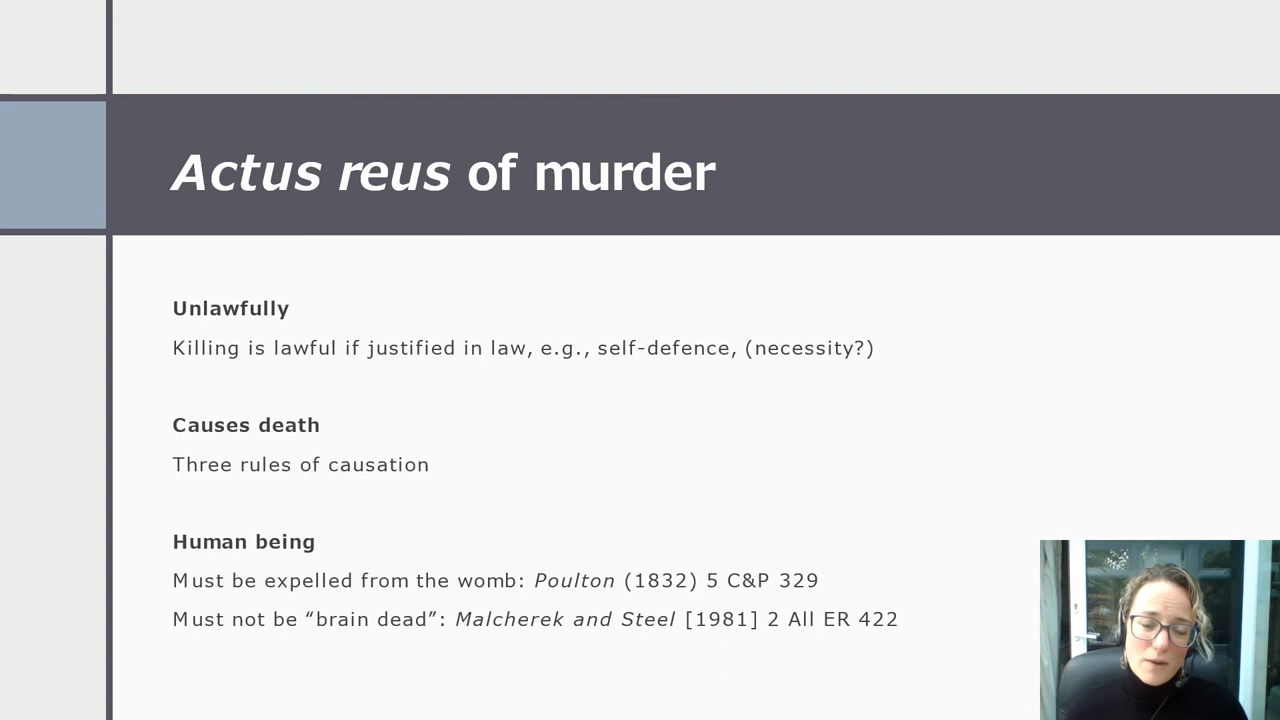 Actus reus of murder
Unlawfully
Killing is lawful if justified in law, e.g., self-defence, (necessity?)
Causes death
Three rules of causation
Human being
Must be expelled from the womb: Poulton (1832) 5 C&P 329
Must not be “brain dead”: Malcherek and Steel [1981] 2 All ER 422